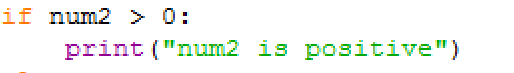 if num2 > 0:
    print("num2 is positive")